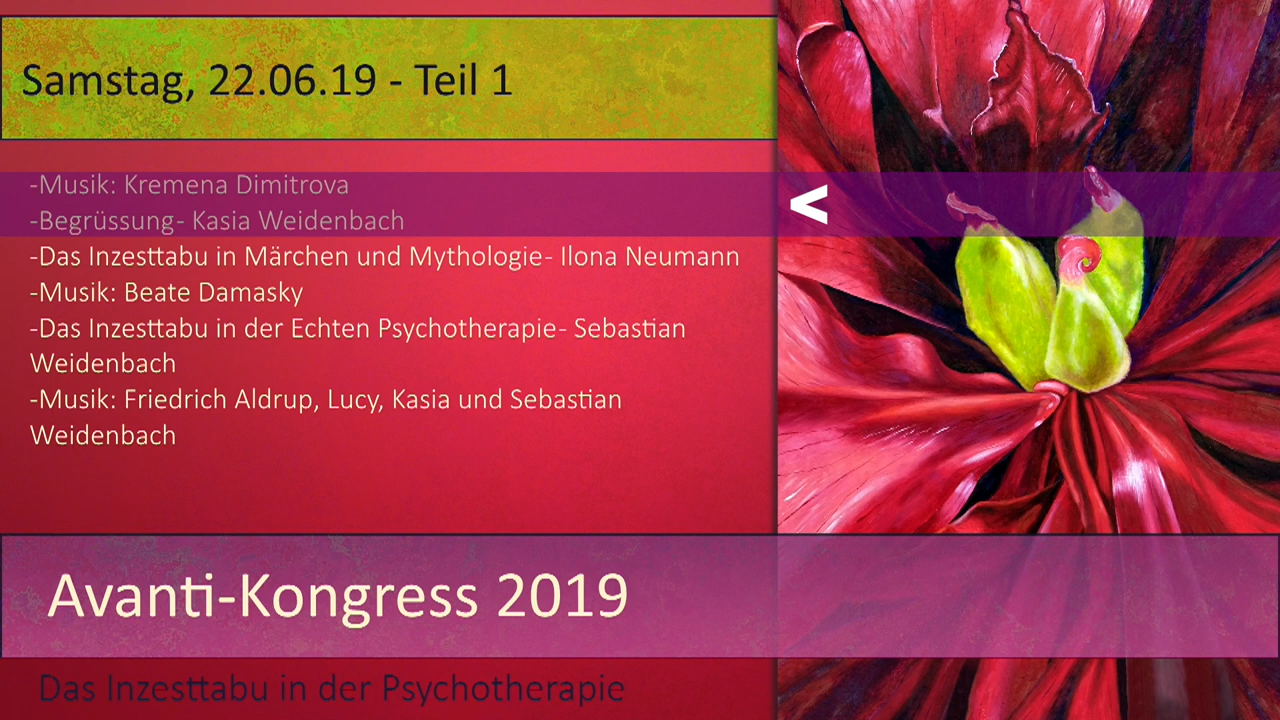 Samstag, 22.06.19 - Teil 1
-Musik: Kremena Dimitrova
-Begrüssung- Kasia Weidenbach
<
-Das Inzesttabu in Märchen und Mythologie- Ilona Neumann
-Musik: Beate Damasky
-Das Inzesttabu in der Echten Psychotherapie- Sebastian
Weidenbach
-Musik: Friedrich Aldrup, Lucy, Kasia und Sebastian
Weidenbach
Avanti-Kongress 2019
Das Inzesttabu in der Psychotherapie